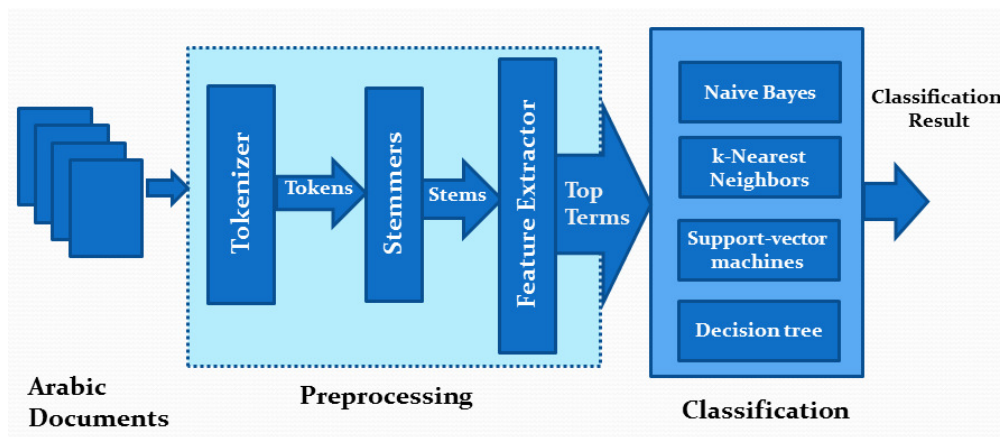 Arabic
Documents
Tokenizer
Tokens
Stemmers
Stems
Feature Extractor
Top
Terms
Preprocessing
Naive Bayes
k-Nearest
Neighbors
Support-vector
machines
Decision tree
Classification
Classification
Result